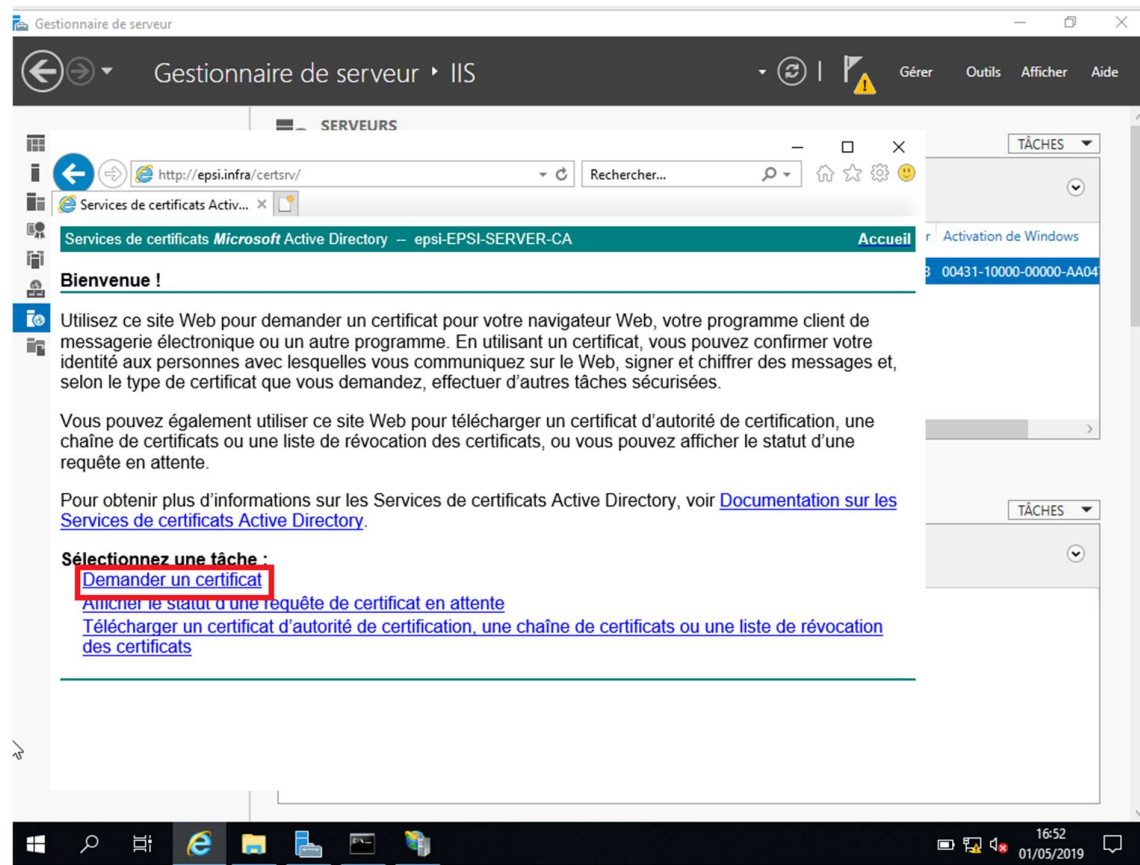 Gestionnaire de serveur
Gestionnaire de serveur ‣ IIS
Gérer Outils Afficher Aide
SERVEURS
TÂCHES
http://epsi.infra/certsrv/
Rechercher...
Services de certificats Activ...
Services de certificats Microsoft Active Directory -- epsi-EPSI-SERVER-CA Accueil
r Activation de Windows
3 00431-10000-00000-AA04
Bienvenue !
Utilisez ce site Web pour demander un certificat pour votre navigateur Web, votre programme client de
messagerie électronique ou un autre programme. En utilisant un certificat, vous pouvez confirmer votre
identité aux personnes avec lesquelles vous communiquez sur le Web, signer et chiffrer des messages et,
selon le type de certificat que vous demandez, effectuer d’autres tâches sécurisées.
Vous pouvez également utiliser ce site Web pour télécharger un certificat d’autorité de certification, une
chaîne de certificats ou une liste de révocation des certificats, ou vous pouvez afficher le statut d’une
requête en attente.
Pour obtenir plus d’informations sur les Services de certificats Active Directory, voir Documentation sur les
Services de certificats Active Directory.
TÂCHES
Sélectionnez une tâche :
Demander un certificat
Afficher le statut d’une requête de certificat en attente
Télécharger un certificat d’autorité de certification, une chaîne de certificats ou une liste de révocation
des certificats
16:52
01/05/2019